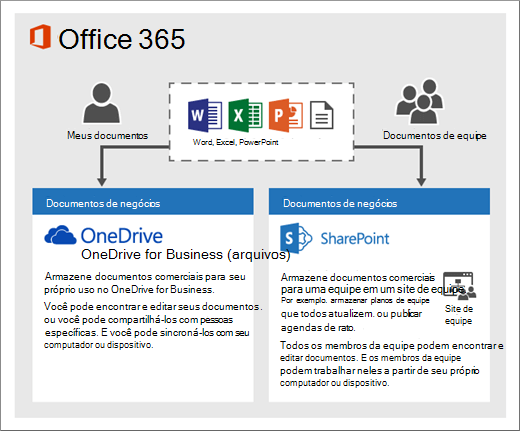 Office 365
Meus documentos
W X P
Word, Excel, PowerPoint
Documentos de equipe
Documentos de negócios
OneDrive
OneDrive for Business (arquivos)
Armazene documentos comerciais para seu
próprio uso no OneDrive for Business.
Você pode encontrar e editar seus documentos.
ou você pode compartilhá-los com pessoas
específicas. E você pode sincroná-los com seu
computador ou dispositivo.
Documentos de negócios
S SharePoint
Armazene documentos comerciais
para uma equipe em um site de equipe.
Por exemplo. armazenar planos de equipe
que todos atualizem. ou publicar
agendas de rato.
Site de
equipe
Todos os membros da equipe podem encontrar e
editar documentos. E os membros da equipe
podem trabalhar neles a partir de seu próprio
computador ou dispositivo.